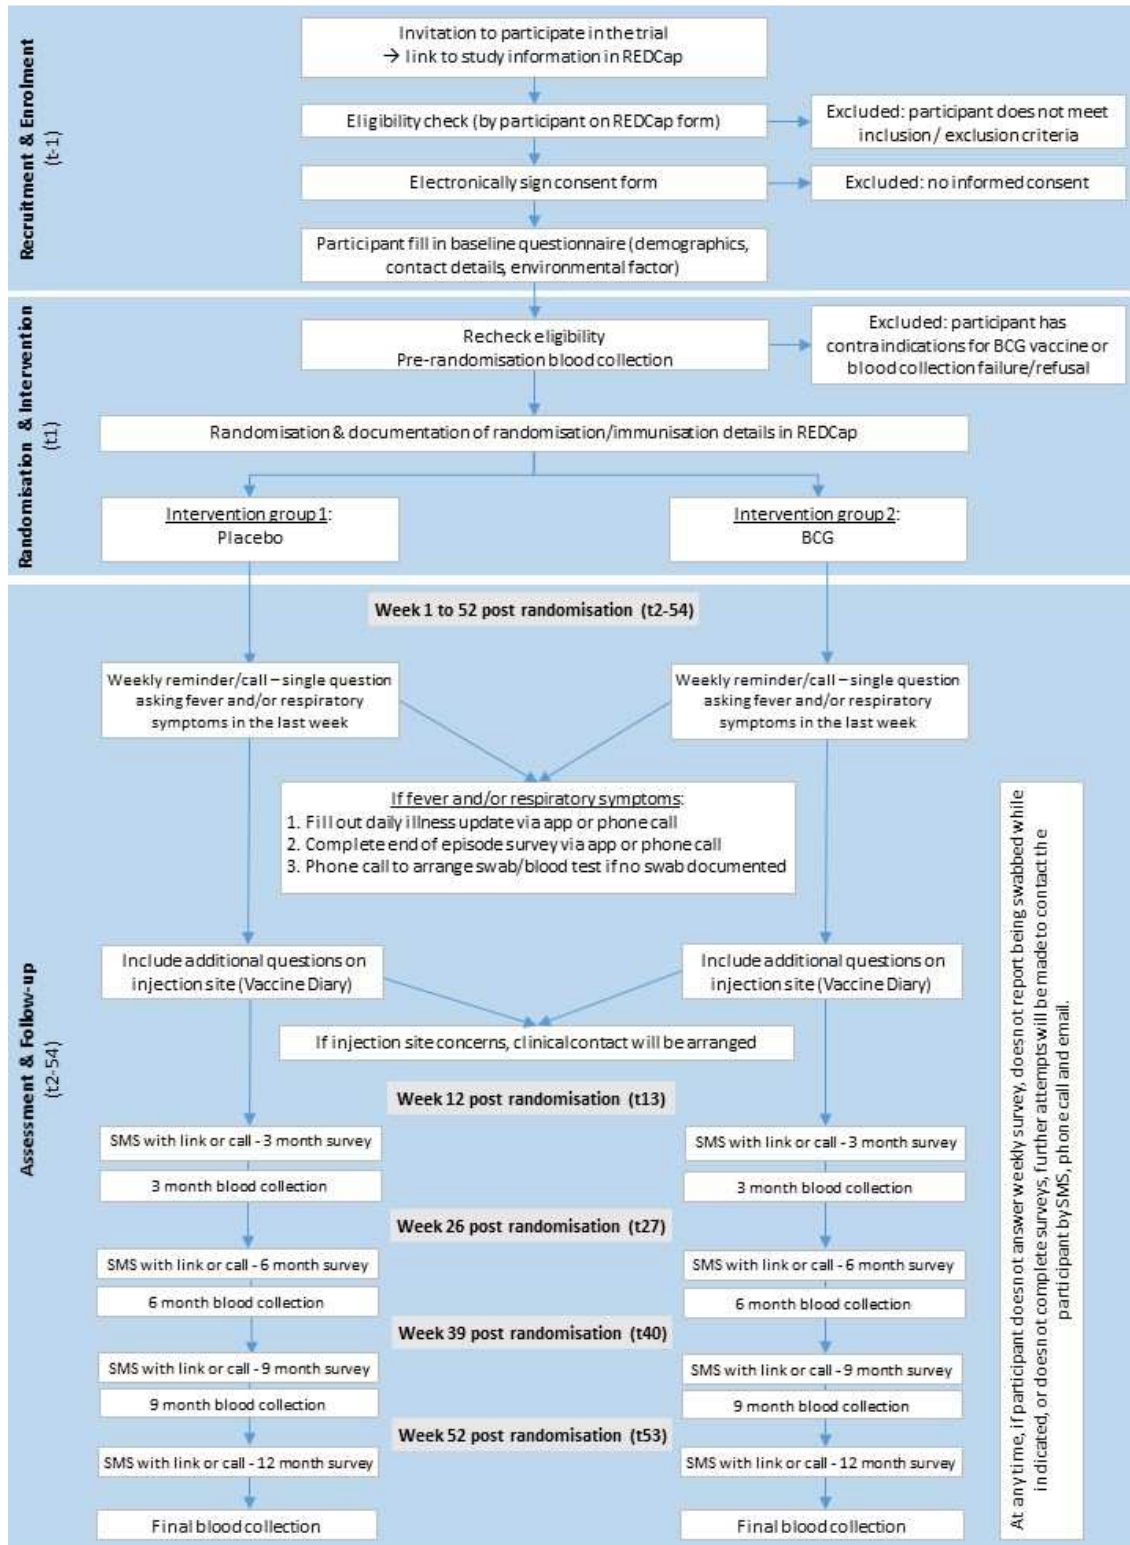 Recruitment & Enrolment
(t-1)
Invitation to participate in the trial
→ link to study information in REDCap
Eligibility check (by participant on REDCap form)
Excluded: participant does not meet
inclusion / exclusion criteria
Electronically sign consent form
Excluded: no informed consent
Participant fill in baseline questionnaire (demographics,
contact details, environmental factor)
Randomisation & Intervention
(t1)
Recheck eligibility
Pre-randomisation blood collection
Excluded: participant has
contraindications for BCG vaccine or
blood collection failure/refusal
Randomisation & documentation of randomisation/immunisation details in REDCap
Intervention group 1:
Placebo
Intervention group 2:
BCG
Assessment & Follow-up
(t2-54)
Week 1 to 52 post randomisation (t2-54)
Weekly reminder/call – single question
asking fever and/or respiratory
symptoms in the last week
Weekly reminder/call – single question
asking fever and/or respiratory
symptoms in the last week
If fever and/or respiratory symptoms:
1. Fill out daily illness update via app or phone call
2. Complete end of episode survey via app or phone call
3. Phone call to arrange swab/blood test if no swab documented
Include additional questions on
injection site (Vaccine Diary)
Include additional questions on
injection site (Vaccine Diary)
If injection site concerns, clinical contact will be arranged
Week 12 post randomisation (t13)
SMS with link or call - 3 month survey
SMS with link or call - 3 month survey
3 month blood collection
3 month blood collection
Week 26 post randomisation (t27)
SMS with link or call - 6 month survey
SMS with link or call - 6 month survey
6 month blood collection
6 month blood collection
Week 39 post randomisation (t40)
SMS with link or call - 9 month survey
SMS with link or call - 9 month survey
9 month blood collection
9 month blood collection
Week 52 post randomisation (t53)
SMS with link or call - 12 month survey
SMS with link or call - 12 month survey
Final blood collection
Final blood collection
At any time, if participant does not answer weekly survey, does not report being swabbed while
indicated, or does not complete surveys, further attempts will be made to contact the
participant by SMS, phone call and email.